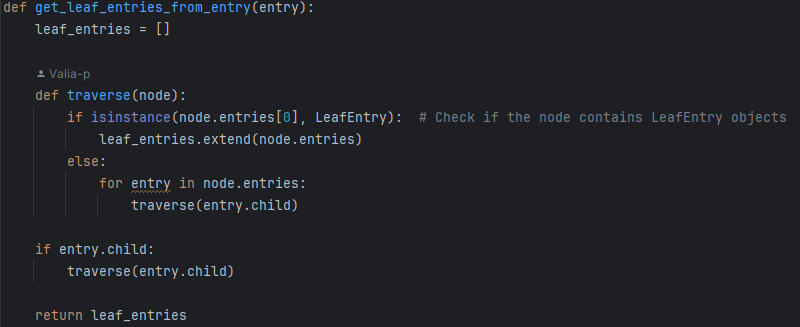 def get_leaf_entries_from_entry(entry):
    leaf_entries = []
    Valia-p
    def traverse(node):
        if isinstance(node.entries[0], LeafEntry):  # Check if the node contains LeafEntry objects
            leaf_entries.extend(node.entries)
        else:
            for entry in node.entries:
                traverse(entry.child)
    if entry.child:
        traverse(entry.child)
    return leaf_entries